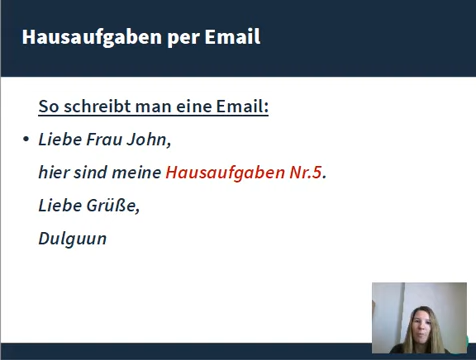 Hausaufgaben per Email
So schreibt man eine Email:
• Liebe Frau John,
hier sind meine Hausaufgaben Nr.5.
Liebe Grüße,
Dulguun